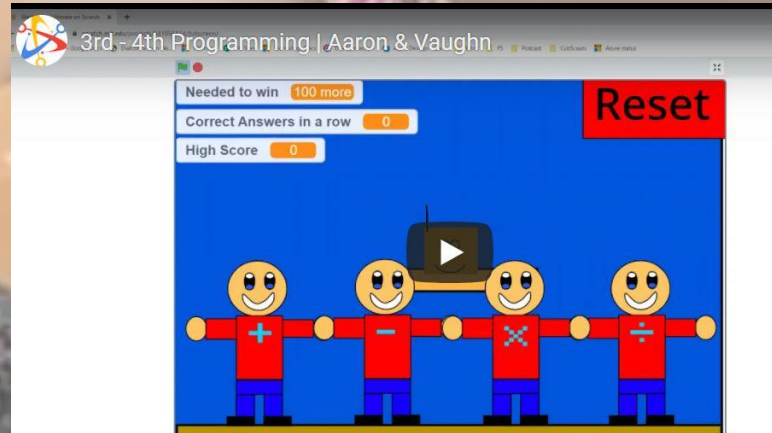 3rd - 4th Programming | Aaron & Vaughn
Needed to win 100 more
Reset
Correct Answers in a row 0
High Score 0
+ − × ÷